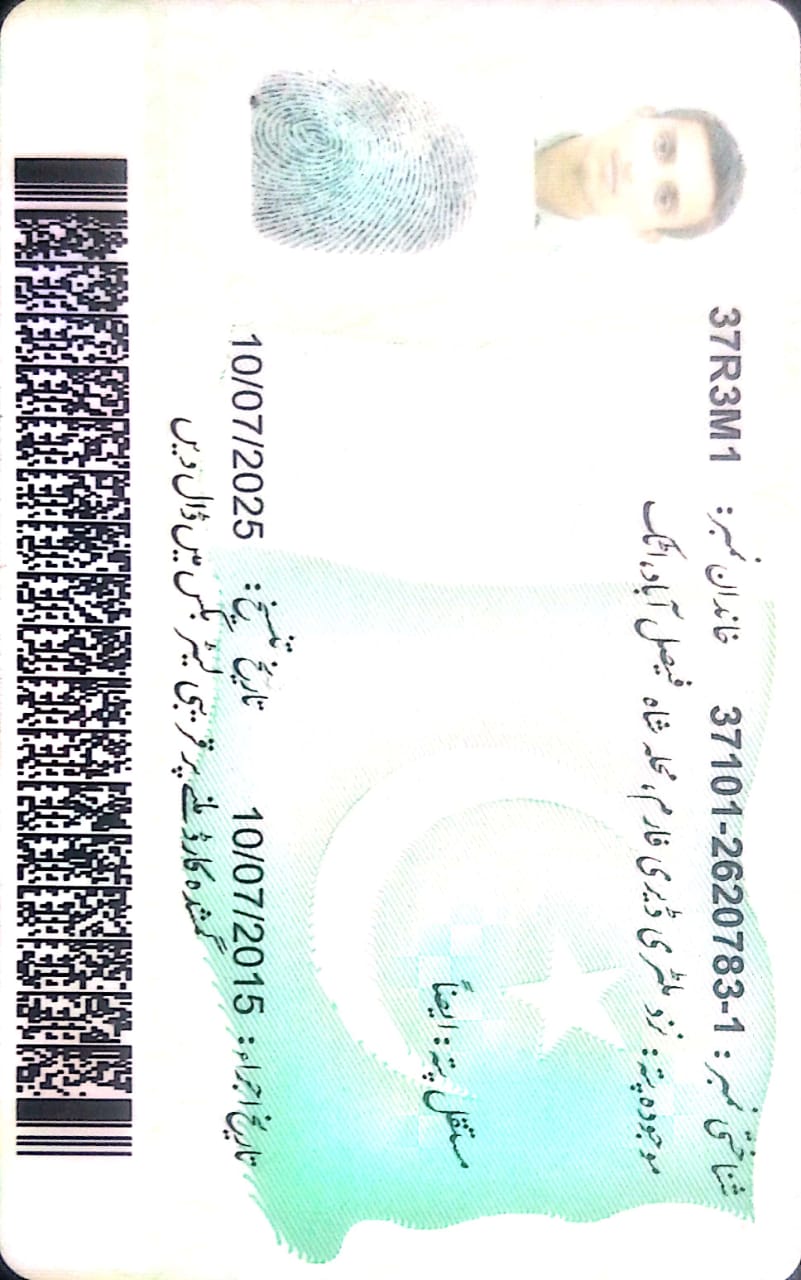 شناختی نمبر: 37101-2620783-1 خاندان نمبر: 37R3M1
موجودہ پتہ: نزد ملٹری ڈیری فارم، محلہ شاہ فیصل آباد، اٹک
مستقل پتہ: ایضاً
تاریخ اجراء: 10/07/2015 تاریخ تنسیخ: 10/07/2025
گمشدہ کارڈ ملنے پر قریبی لیٹر بکس میں ڈال دیں